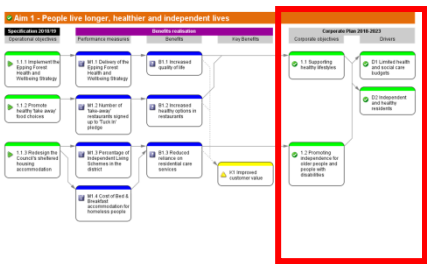 Aim 1 - People live longer, healthier and independent lives
Specification 2018/19
Benefits realisation
Corporate Plan 2018-2023
Operational objectives
Performance measures
Benefits
Key Benefits
Corporate objectives
Drivers
1.1.1 Implement the
Epping Forest
Health and
Wellbeing Strategy
M1.1 Delivery of the
Epping Forest
Health and
Wellbeing Strategy
B1.1 Increased
quality of life
1.1 Supporting
healthy lifestyles
D1 Limited health
and social care
budgets
1.1.2 Promote
healthy 'take away'
food choices
M1.2 Number of
'take-away'
restaurants signed
up to 'Tuck in'
pledge
B1.2 Increased
healthy options in
restaurants
D2 Independent
and healthy
residents
1.1.3 Redesign the
Council's sheltered
housing
accommodation
M1.3 Percentage of
Independent Living
Schemes in the
district
B1.3 Reduced
reliance on
residential care
services
K1 Improved
customer value
1.2 Promoting
independence for
older people and
people with
disabilities
M1.4 Cost of Bed &
Breakfast
accommodation for
homeless people